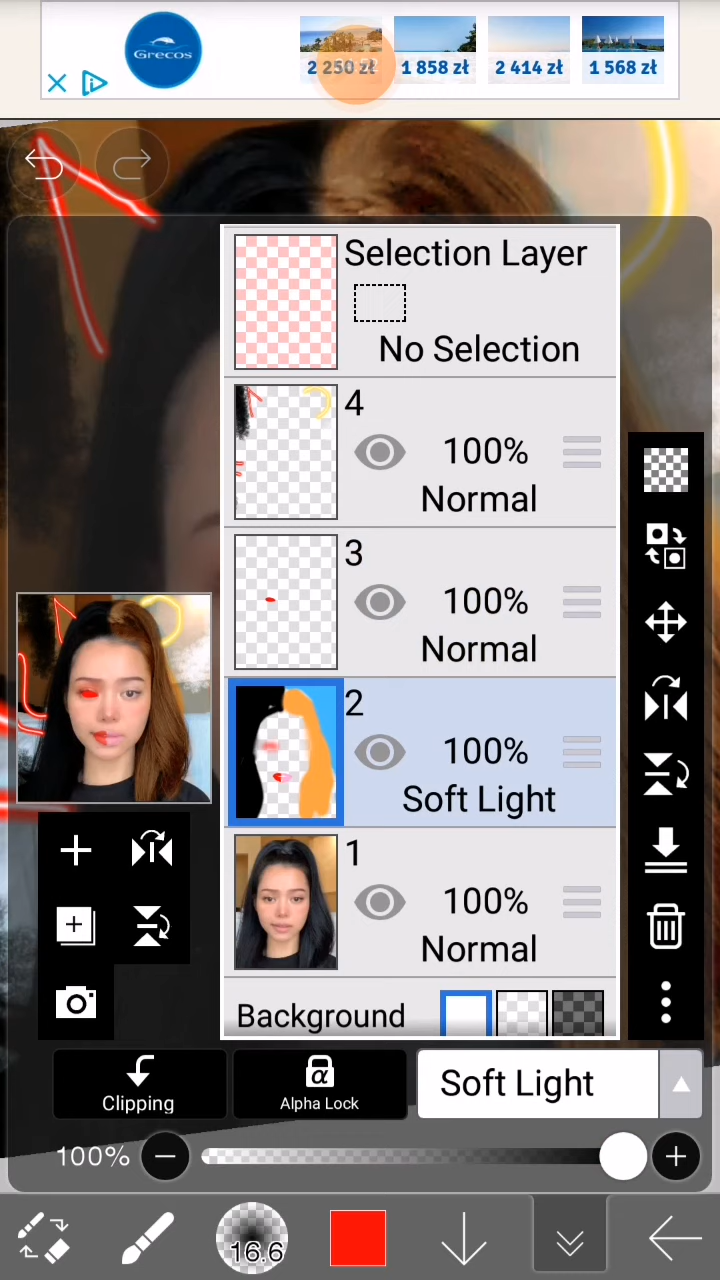 Grecos
2 250 zł 1 858 zł 2 414 zł 1 568 zł
Selection Layer
No Selection
4
100%
Normal
3
100%
Normal
2
100%
Soft Light
1
100%
Normal
Background
Clipping
α
Alpha Lock
Soft Light
100%
16.6